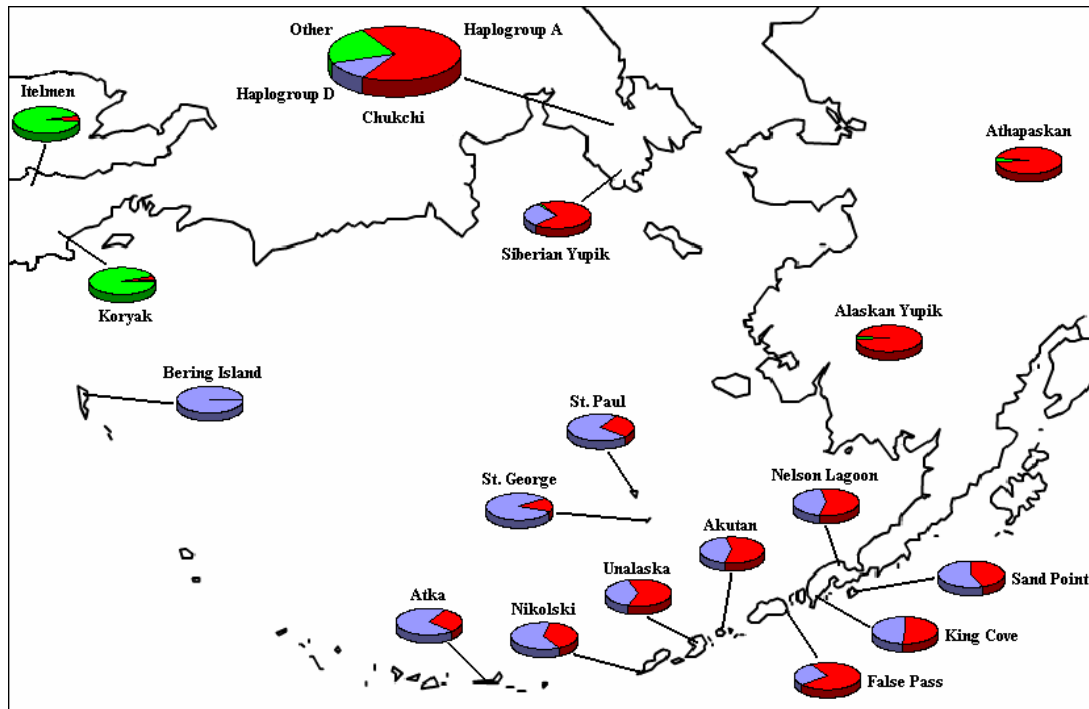 Other
Haplogroup A
Itelmen
Haplogroup D
Chukchi
Athapaskan
Siberian Yupik
Koryak
Alaskan Yupik
Bering Island
St. Paul
St. George
Nelson Lagoon
Akutan
Unalaska
Sand Point
Atka
Nikolski
King Cove
False Pass